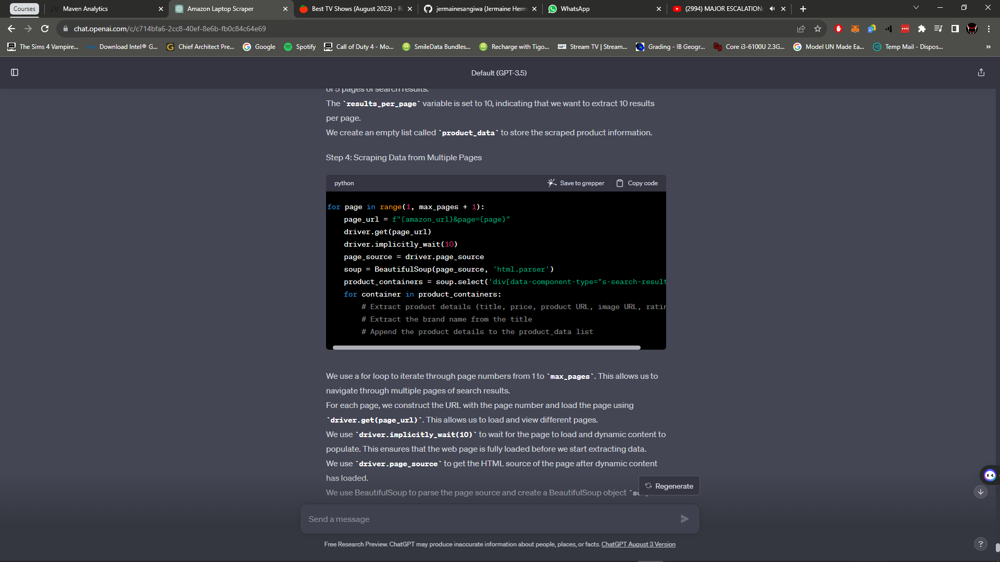 Courses
Maven Analytics
Amazon Laptop Scraper
Best TV Shows (August 2023) - R
jermainesangiwa (Jermaine Herm
WhatsApp
(2994) MAJOR ESCALATION:
chat.openai.com/c/c714bfa6-2cc8-40ef-8e6b-fb0c84c64e69
The Sims 4 Vampire...
Download Intel® G...
Chief Architect Pre...
Google
Spotify
Call of Duty 4 - Mo...
SmileData Bundles...
Recharge with Tigo...
Stream TV | Stream...
Grading - IB Geogr...
Core i3-6100U 2.3G...
Model UN Made Ea...
Temp Mail - Dispos...
»
Default (GPT-3.5)
of 5 pages of search results.
The `results_per_page` variable is set to 10, indicating that we want to extract 10 results
per page.
We create an empty list called `product_data` to store the scraped product information.
Step 4: Scraping Data from Multiple Pages
python
Save to grepper
Copy code
for page in range(1, max_pages + 1):
    page_url = f"{amazon_url}&page={page}"
    driver.get(page_url)
    driver.implicitly_wait(10)
    page_source = driver.page_source
    soup = BeautifulSoup(page_source, 'html.parser')
    product_containers = soup.select('div[data-component-type="s-search-result
    for container in product_containers:
        # Extract product details (title, price, product URL, image URL, ratin
        # Extract the brand name from the title
        # Append the product details to the product_data list
We use a for loop to iterate through page numbers from 1 to `max_pages`. This allows us to
navigate through multiple pages of search results.
For each page, we construct the URL with the page number and load the page using
`driver.get(page_url)`. This allows us to load and view different pages.
We use `driver.implicitly_wait(10)` to wait for the page to load and dynamic content to
populate. This ensures that the web page is fully loaded before we start extracting data.
We use `driver.page_source` to get the HTML source of the page after dynamic content
has loaded.
We use BeautifulSoup to parse the page source and create a BeautifulSoup object
Regenerate
Send a message
Free Research Preview. ChatGPT may produce inaccurate information about people, places, or facts. ChatGPT August 3 Version
?